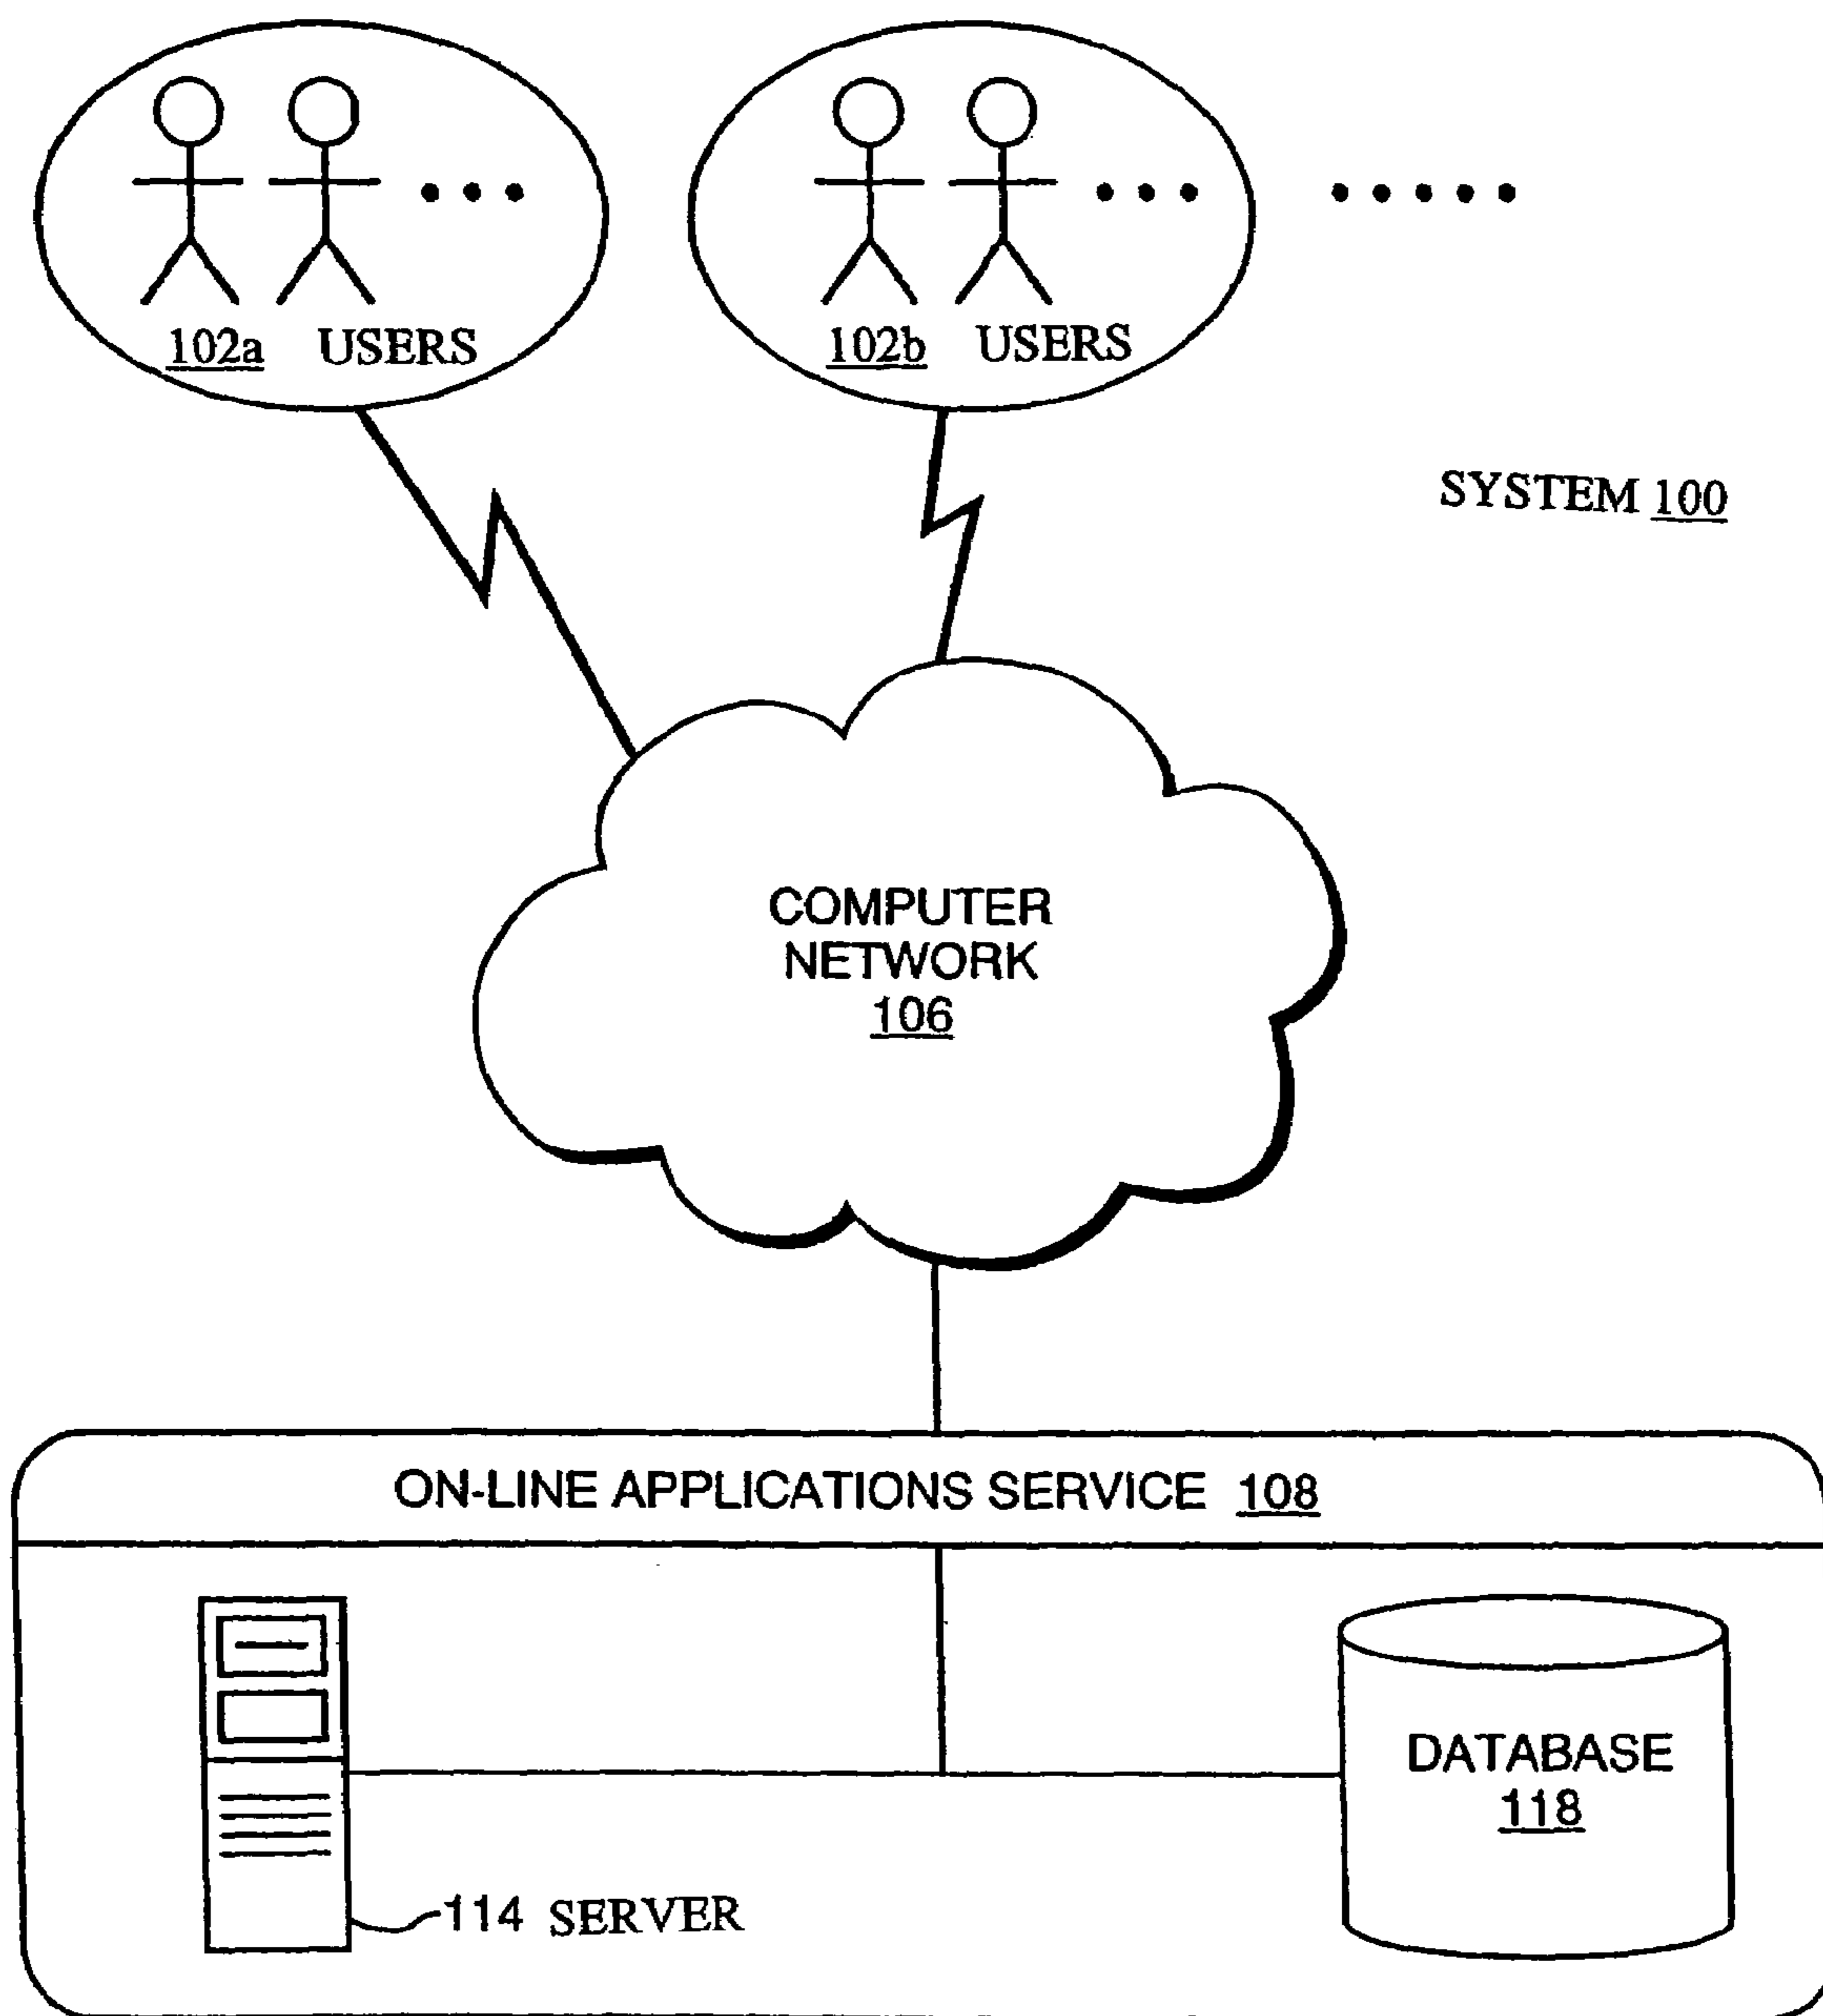 102a USERS
102b USERS
SYSTEM 100
COMPUTER
NETWORK
106
ON-LINE APPLICATIONS SERVICE 108
DATABASE
118
114 SERVER